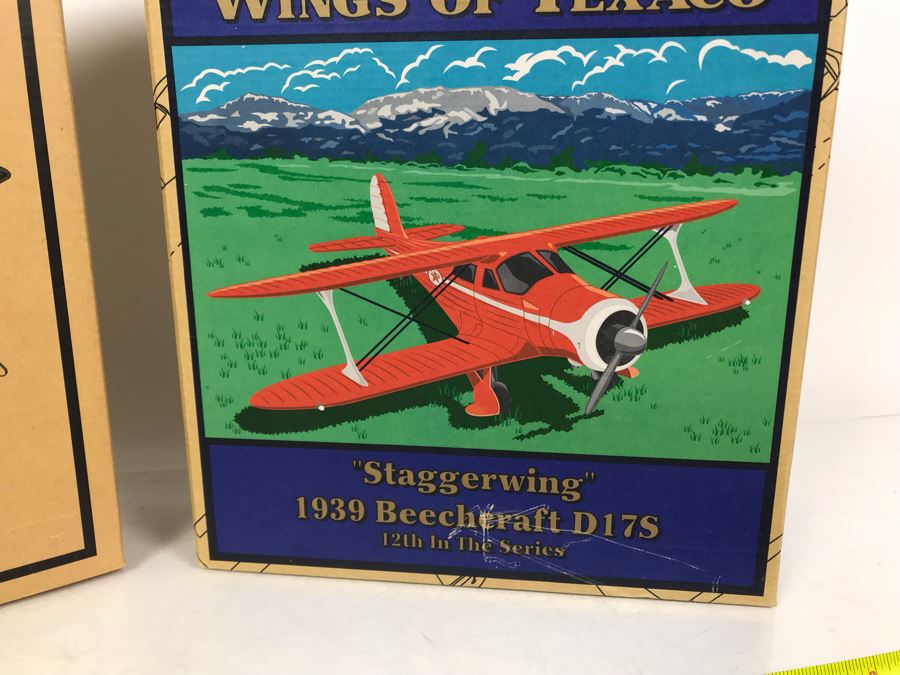 WINGS OF TEXACO
"Staggerwing"
1939 Beechcraft D17S
12th In The Series